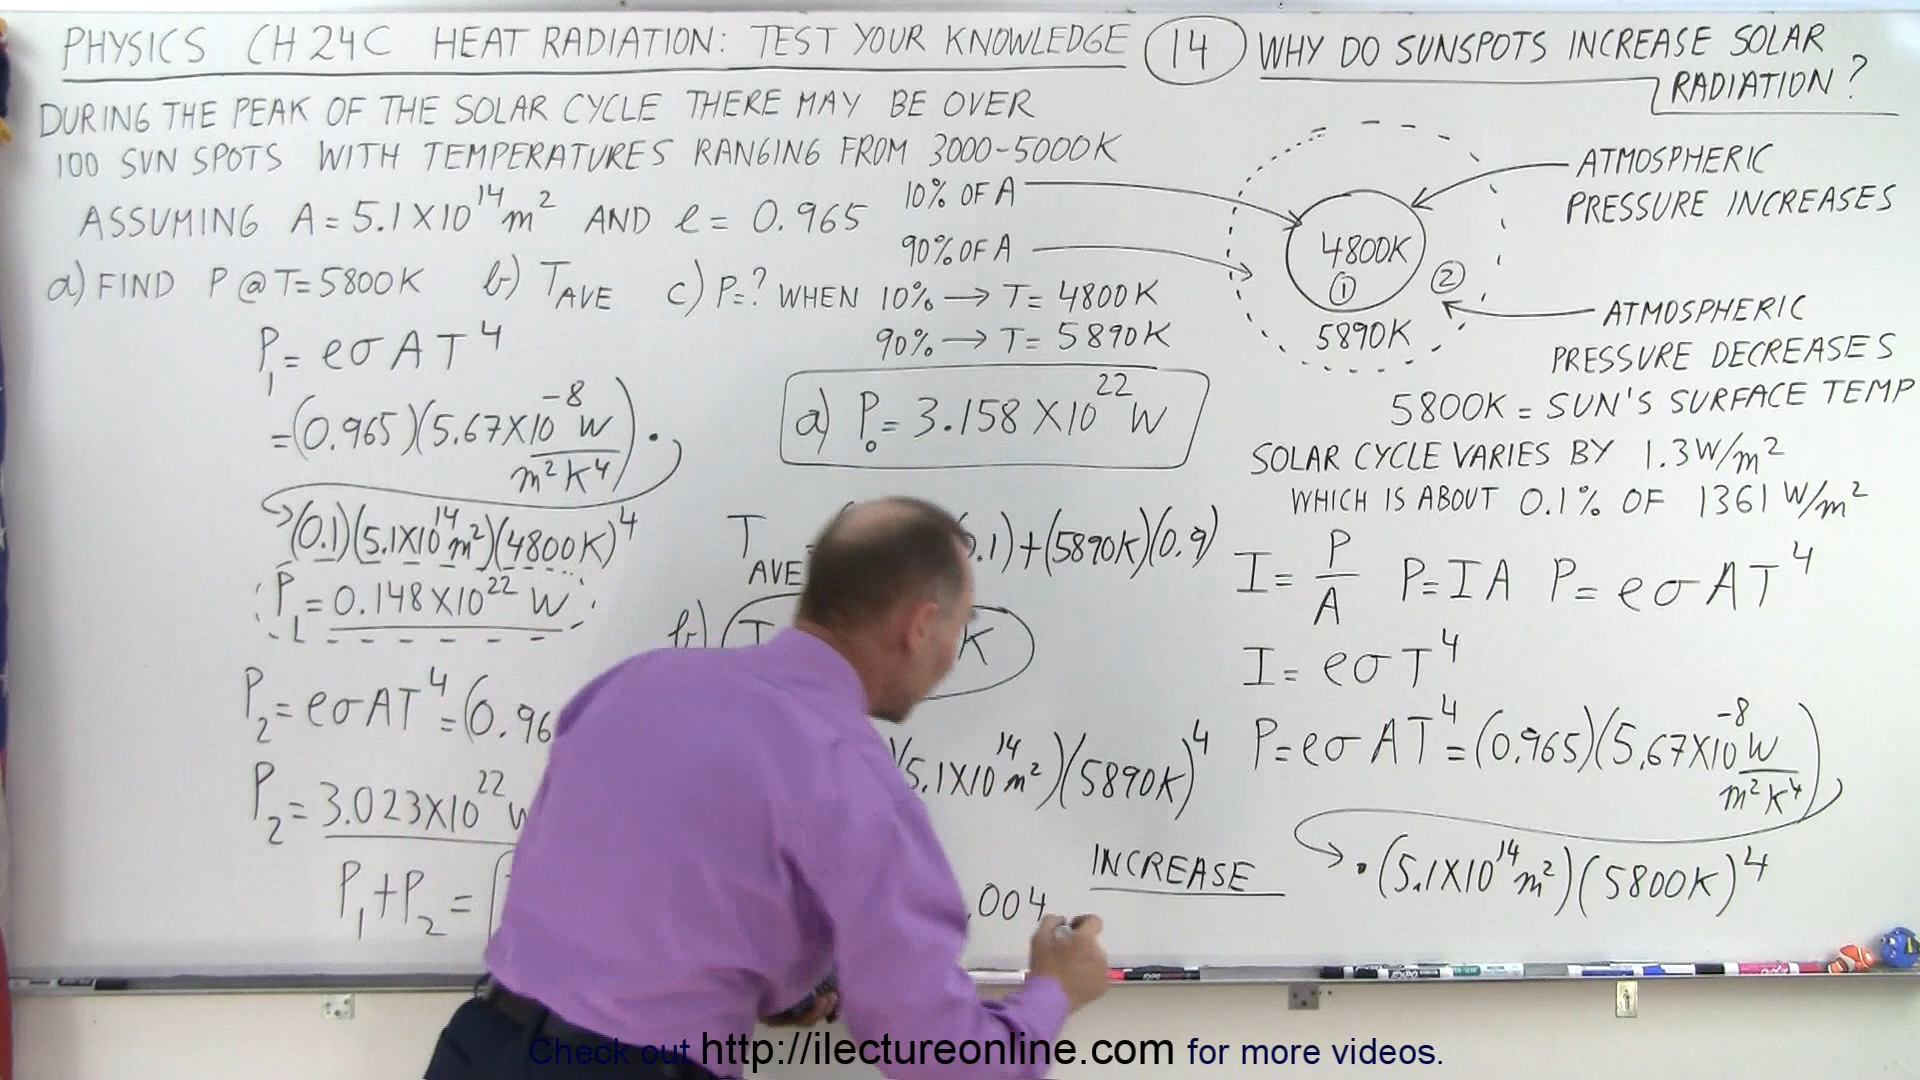 PHYSICS CH 24C HEAT RADIATION: TEST YOUR KNOWLEDGE 14 WHY DO SUNSPOTS INCREASE SOLAR
RADIATION?
DURING THE PEAK OF THE SOLAR CYCLE THERE MAY BE OVER
100 SUN SPOTS WITH TEMPERATURES RANGING FROM 3000-5000K
ASSUMING A = 5.1 X 10^14 m^2 AND e = 0.965
a) FIND P @ T = 5800K b) T_AVE c) P = ? WHEN 10% → T = 4800K
90% → T = 5890K
10% OF A
90% OF A
4800K
①
②
5890K
ATMOSPHERIC
PRESSURE INCREASES
ATMOSPHERIC
PRESSURE DECREASES
5800K = SUN'S SURFACE TEMP
SOLAR CYCLE VARIES BY 1.3 W/m^2
WHICH IS ABOUT 0.1% OF 1361 W/m^2
P_1 = eσAT^4
= (0.965)(5.67X10^-8 W/m^2K^4) ·
(0.1)(5.1X10^14 m^2)(4800K)^4
P_1 = 0.148X10^22 W
P_2 = eσAT^4 = (0.96
(5.1X10^14 m^2)(5890K)^4
P_2 = 3.023X10^22 W
P_1 + P_2 =
.004
INCREASE
a) P_0 = 3.158 X 10^22 W
T_AVE .1) + (5890K)(0.9)
b) T K
I = P/A P = IA P = eσAT^4
I = eσT^4
P = eσAT^4 = (0.965)(5.67X10^-8 W/m^2K^4)
· (5.1X10^14 m^2)(5800K)^4
Check out http://ilectureonline.com for more videos.